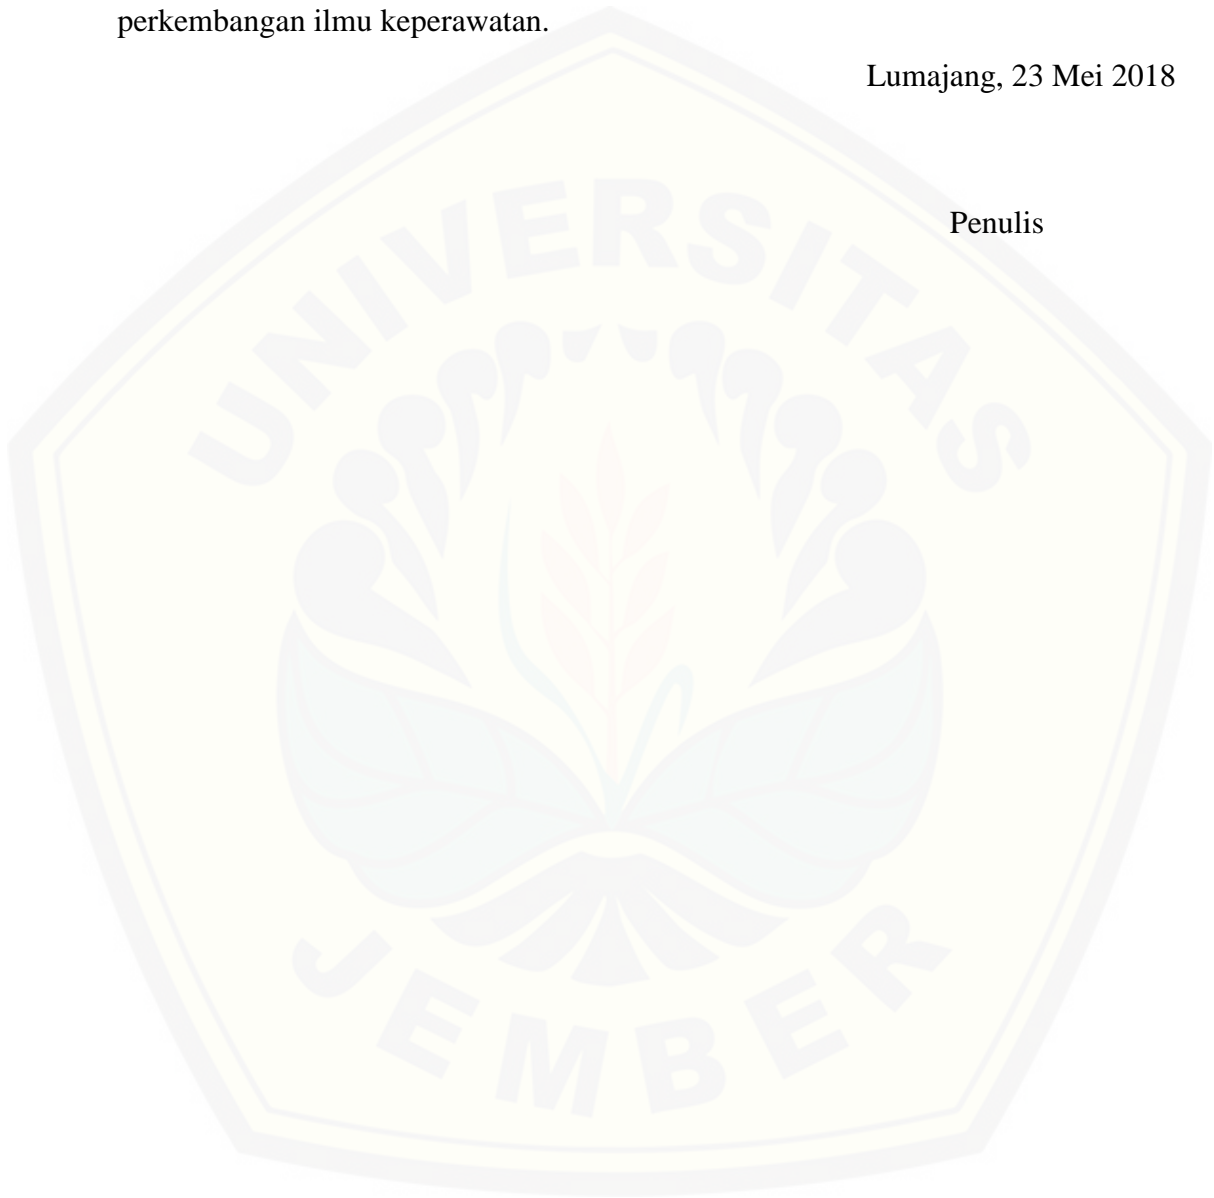 perkembangan ilmu keperawatan.
Lumajang, 23 Mei 2018
Penulis
UNIVERSITAS
JEMBER